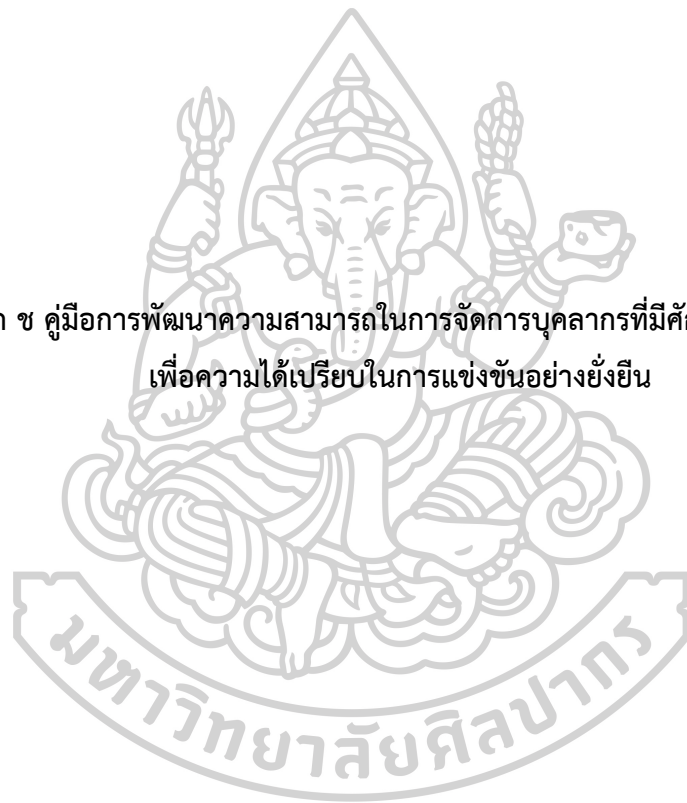 ช คู่มือการพัฒนาความสามารถในการจัดการบุคลากรที่มี
เพื่อความได้เปรียบในการแข่งขันอย่างยั่งยืน
มหาวิทยาลัยศิลปากร